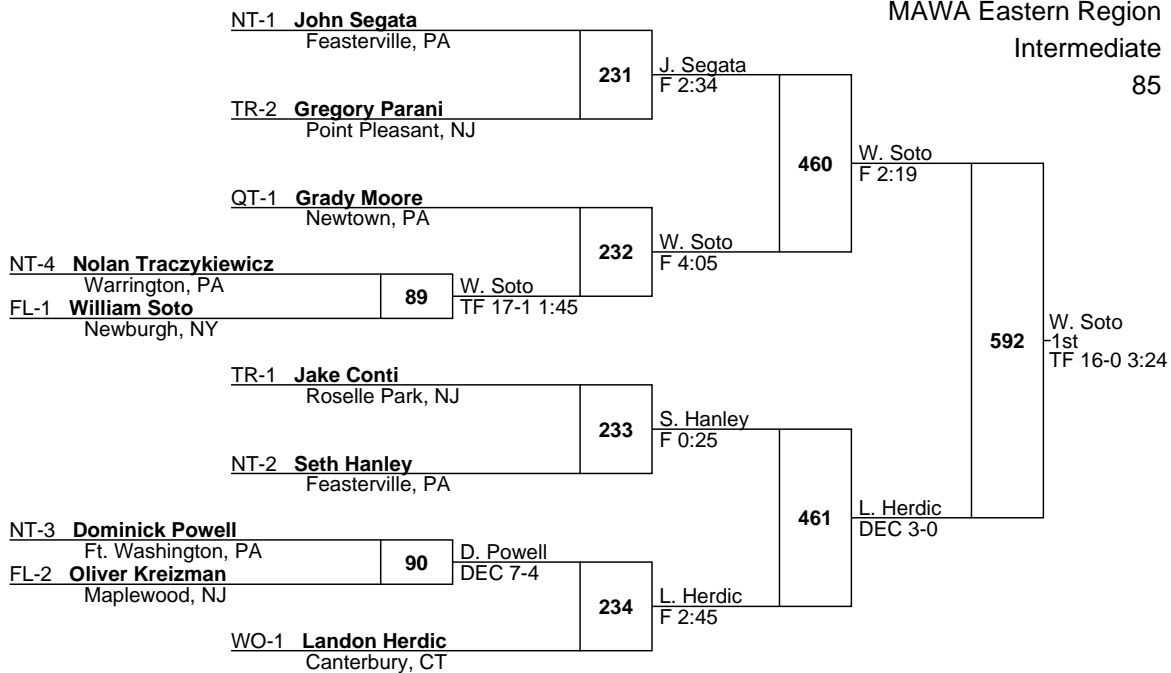 MAWA Eastern Region
Intermediate
85
NT-1 John Segata
Feasterville, PA
231
J. Segata
F 2:34
TR-2 Gregory Parani
Point Pleasant, NJ
460
W. Soto
F 2:19
QT-1 Grady Moore
Newtown, PA
232
W. Soto
F 4:05
NT-4 Nolan Traczykiewicz
Warrington, PA
89
W. Soto
TF 17-1 1:45
FL-1 William Soto
Newburgh, NY
592
W. Soto
1st
TF 16-0 3:24
TR-1 Jake Conti
Roselle Park, NJ
233
S. Hanley
F 0:25
NT-2 Seth Hanley
Feasterville, PA
461
L. Herdic
DEC 3-0
NT-3 Dominick Powell
Ft. Washington, PA
90
D. Powell
DEC 7-4
FL-2 Oliver Kreizman
Maplewood, NJ
234
L. Herdic
F 2:45
WO-1 Landon Herdic
Canterbury, CT